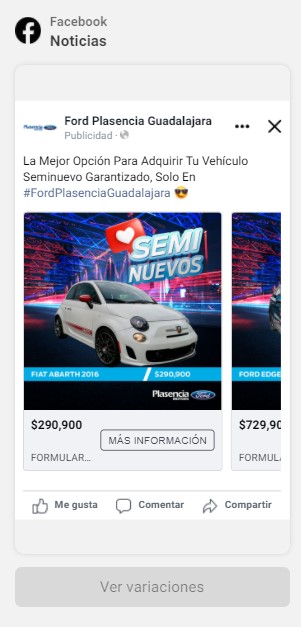 Facebook
Noticias
Plasencia Ford
Ford Plasencia Guadalajara
Publicidad ·
La Mejor Opción Para Adquirir Tu Vehículo
Seminuevo Garantizado, Solo En
#FordPlasenciaGuadalajara 😎
SEMI
NUEVOS
FIAT ABARTH 2016
$290,900
FORD EDGE
Plasencia Ford
$290,900
$729,90
MÁS INFORMACIÓN
FORMULAR...
FORMULA
Me gusta
Comentar
Compartir
Ver variaciones